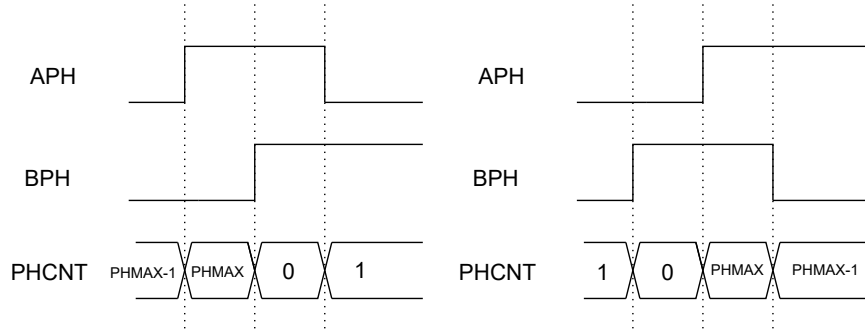 APH APH
BPH BPH
PHCNT PHMAX-1 PHMAX 0 1 PHCNT 1 0 PHMAX PHMAX-1